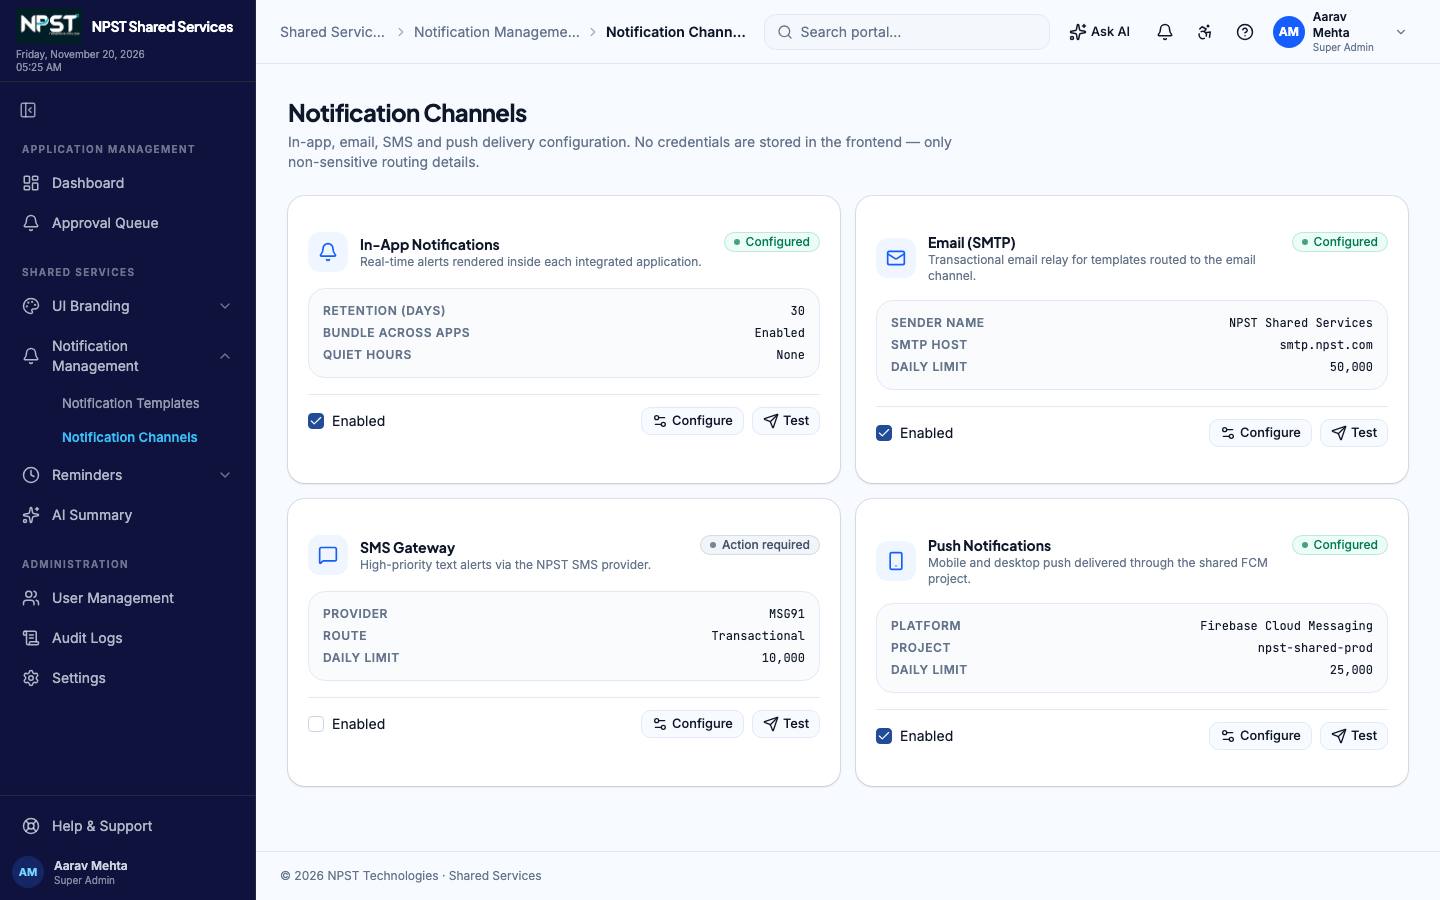 NPST
NPST Shared Services
Friday, November 20, 2026
05:25 AM
APPLICATION MANAGEMENT
Dashboard
Approval Queue
SHARED SERVICES
UI Branding
Notification
Management
Notification Templates
Notification Channels
Reminders
AI Summary
ADMINISTRATION
User Management
Audit Logs
Settings
Help & Support
AM
Aarav Mehta
Super Admin
Shared Servic...
Notification Manageme...
Notification Chann...
Search portal...
Ask AI
AM
Aarav
Mehta
Super Admin
Notification Channels
In-app, email, SMS and push delivery configuration. No credentials are stored in the frontend — only
non-sensitive routing details.
In-App Notifications
Configured
Real-time alerts rendered inside each integrated application.
RETENTION (DAYS) 30
BUNDLE ACROSS APPS Enabled
QUIET HOURS None
Enabled Configure Test
Email (SMTP)
Configured
Transactional email relay for templates routed to the email
channel.
SENDER NAME NPST Shared Services
SMTP HOST smtp.npst.com
DAILY LIMIT 50,000
Enabled Configure Test
SMS Gateway
Action required
High-priority text alerts via the NPST SMS provider.
PROVIDER MSG91
ROUTE Transactional
DAILY LIMIT 10,000
Enabled Configure Test
Push Notifications
Configured
Mobile and desktop push delivered through the shared FCM
project.
PLATFORM Firebase Cloud Messaging
PROJECT npst-shared-prod
DAILY LIMIT 25,000
Enabled Configure Test
© 2026 NPST Technologies · Shared Services